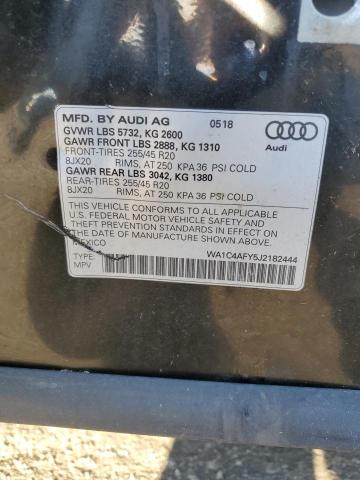 MFD. BY AUDI AG 0518
GVWR LBS 5732, KG 2600
GAWR FRONT LBS 2888, KG 1310
FRONT-TIRES 255/45 R20
8JX20 RIMS, AT 250 KPA 36 PSI COLD
GAWR REAR LBS 3042, KG 1380
REAR-TIRES 255/45 R20
8JX20 RIMS, AT 250 KPA 36 PSI COLD
Audi
THIS VEHICLE CONFORMS TO ALL APPLICABLE
U.S. FEDERAL MOTOR VEHICLE SAFETY AND
THEFT PREVENTION STANDARDS IN EFFECT ON
THE DATE OF MANUFACTURE SHOWN ABOVE.
MEXICO
TYPE: WA1C4AFY5J2182444
MPV